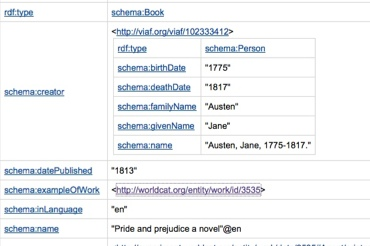 rdf:type schema:Book
<http://viaf.org/viaf/102333412>
rdf:type schema:Person
schema:birthDate "1775"
schema:deathDate "1817"
schema:creator schema:familyName "Austen"
schema:givenName "Jane"
schema:name "Austen, Jane, 1775-1817."
schema:datePublished "1813"
schema:exampleOfWork <http://worldcat.org/entity/work/id/3535>
schema:inLanguage "en"
schema:name "Pride and prejudice a novel"@en